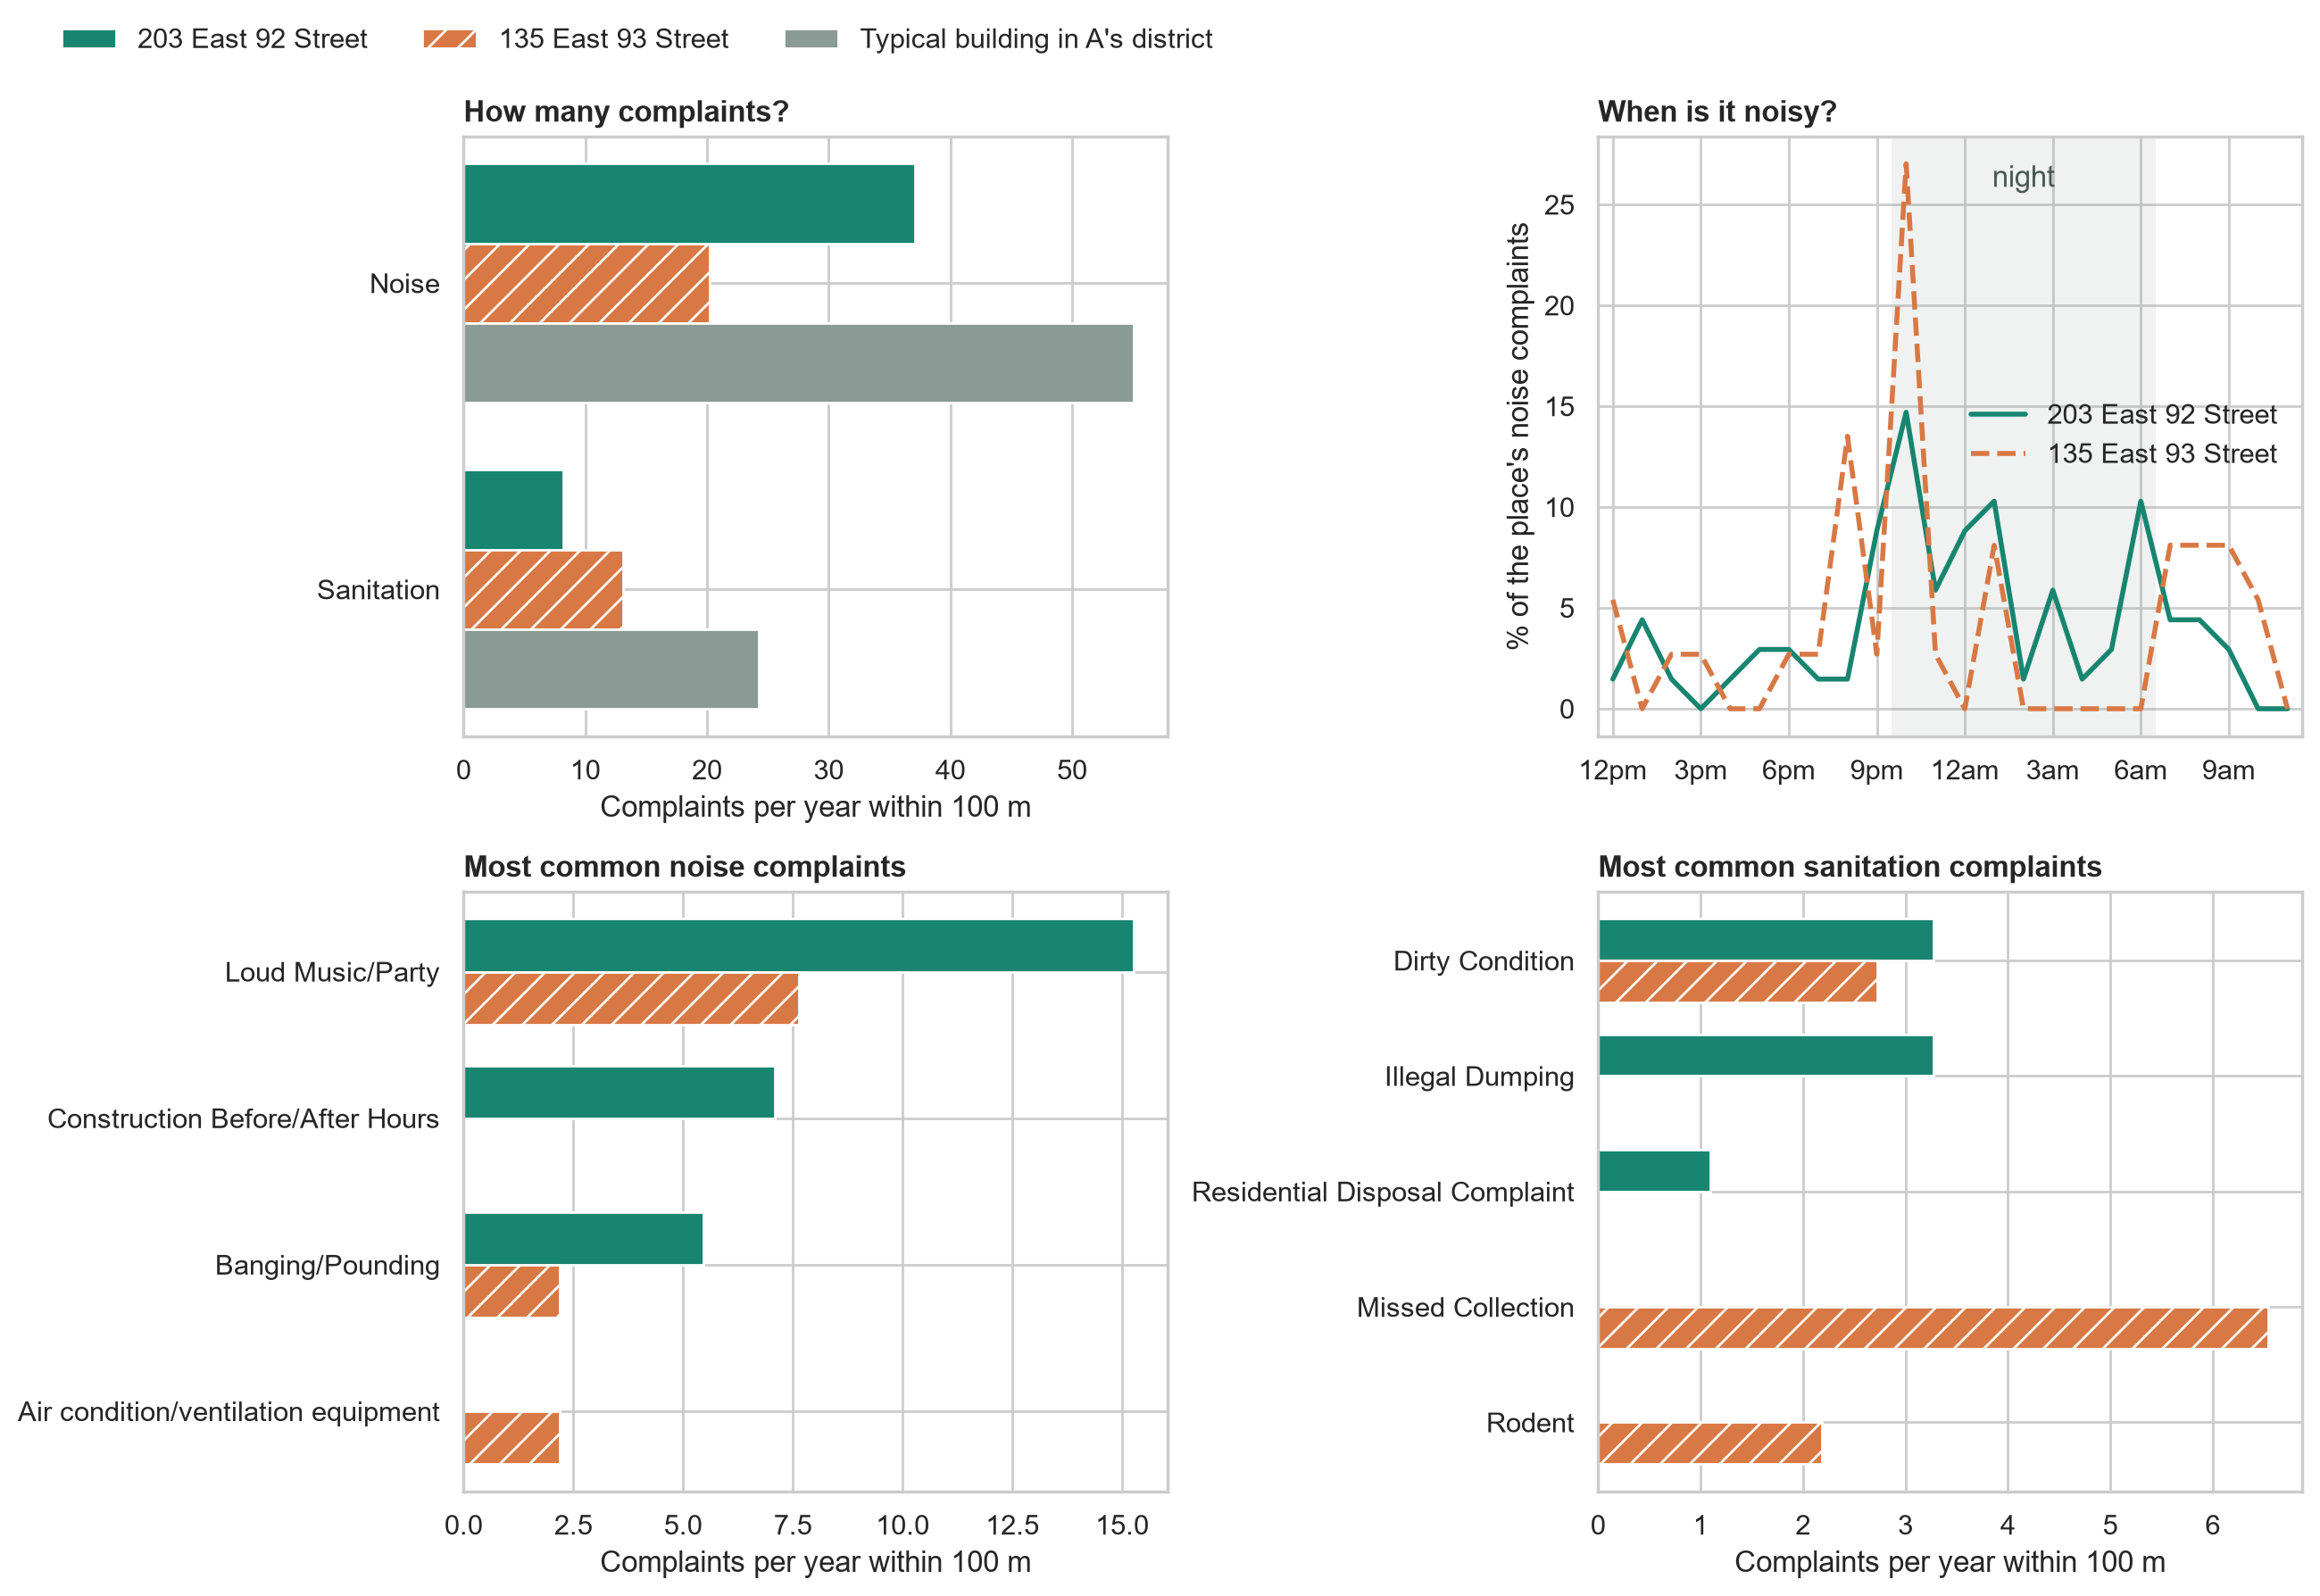 203 East 92 Street
135 East 93 Street
Typical building in A's district
How many complaints?
Noise
Sanitation
0 10 20 30 40 50
Complaints per year within 100 m
When is it noisy?
night
% of the place's noise complaints
25
20
15
10
5
0
203 East 92 Street
135 East 93 Street
12pm 3pm 6pm 9pm 12am 3am 6am 9am
Most common noise complaints
Loud Music/Party
Construction Before/After Hours
Banging/Pounding
Air condition/ventilation equipment
0.0 2.5 5.0 7.5 10.0 12.5 15.0
Complaints per year within 100 m
Most common sanitation complaints
Dirty Condition
Illegal Dumping
Residential Disposal Complaint
Missed Collection
Rodent
0 1 2 3 4 5 6
Complaints per year within 100 m